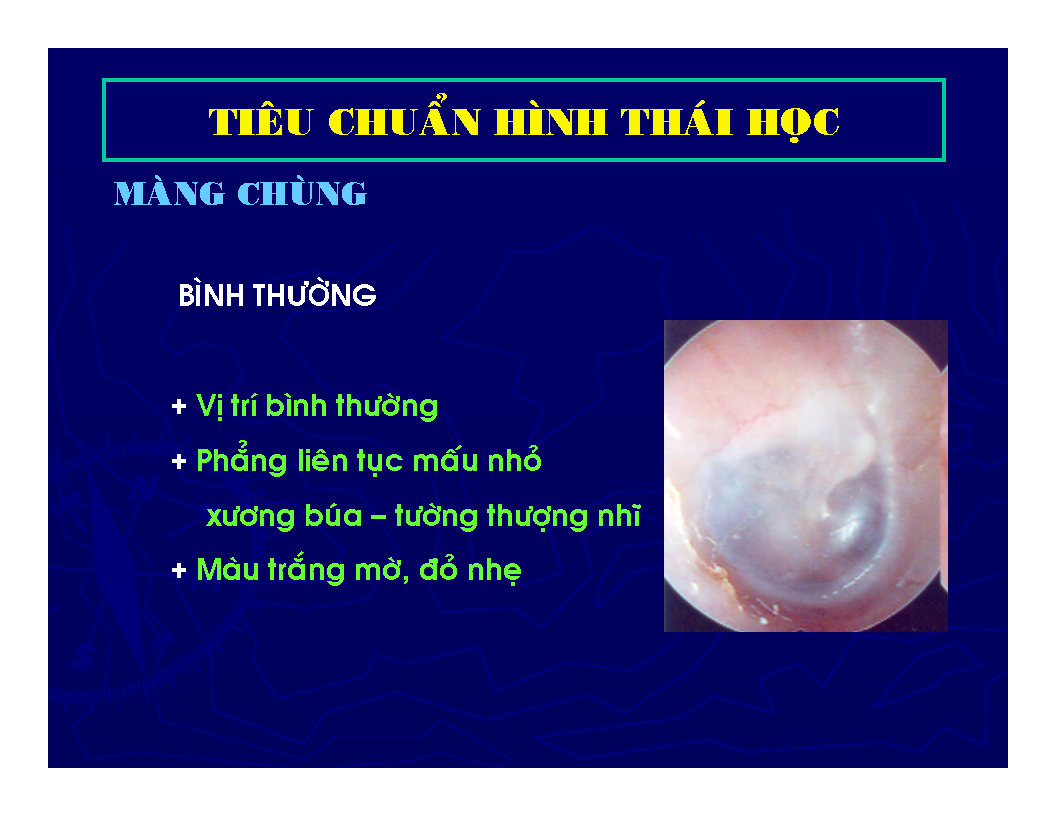 TIÊU CHUẨN HÌNH THÁI HỌC
MÀNG CHÙNG
BÌNH THƯỜNG
+ Vị trí bình thường
+ Phẳng liên tục mấu nhỏ
xương búa – tường thượng nhĩ
+ Màu trắng mờ, đỏ nhẹ
N
S